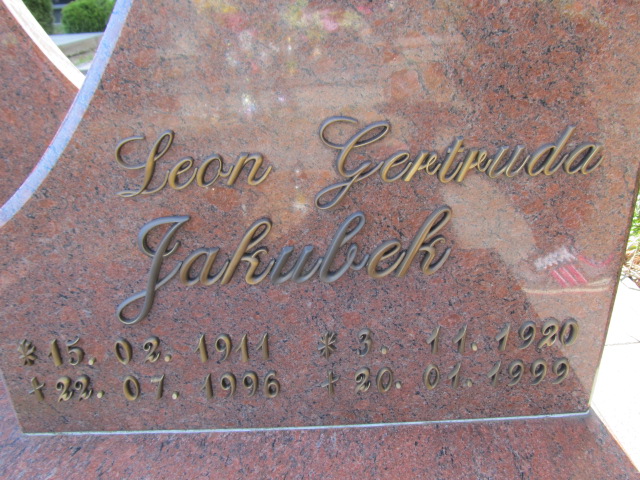 Leon Gertruda
Jakubek
*15. 02. 1911 *3. 11. 1920
+22. 07. 1996 +20. 01. 1999